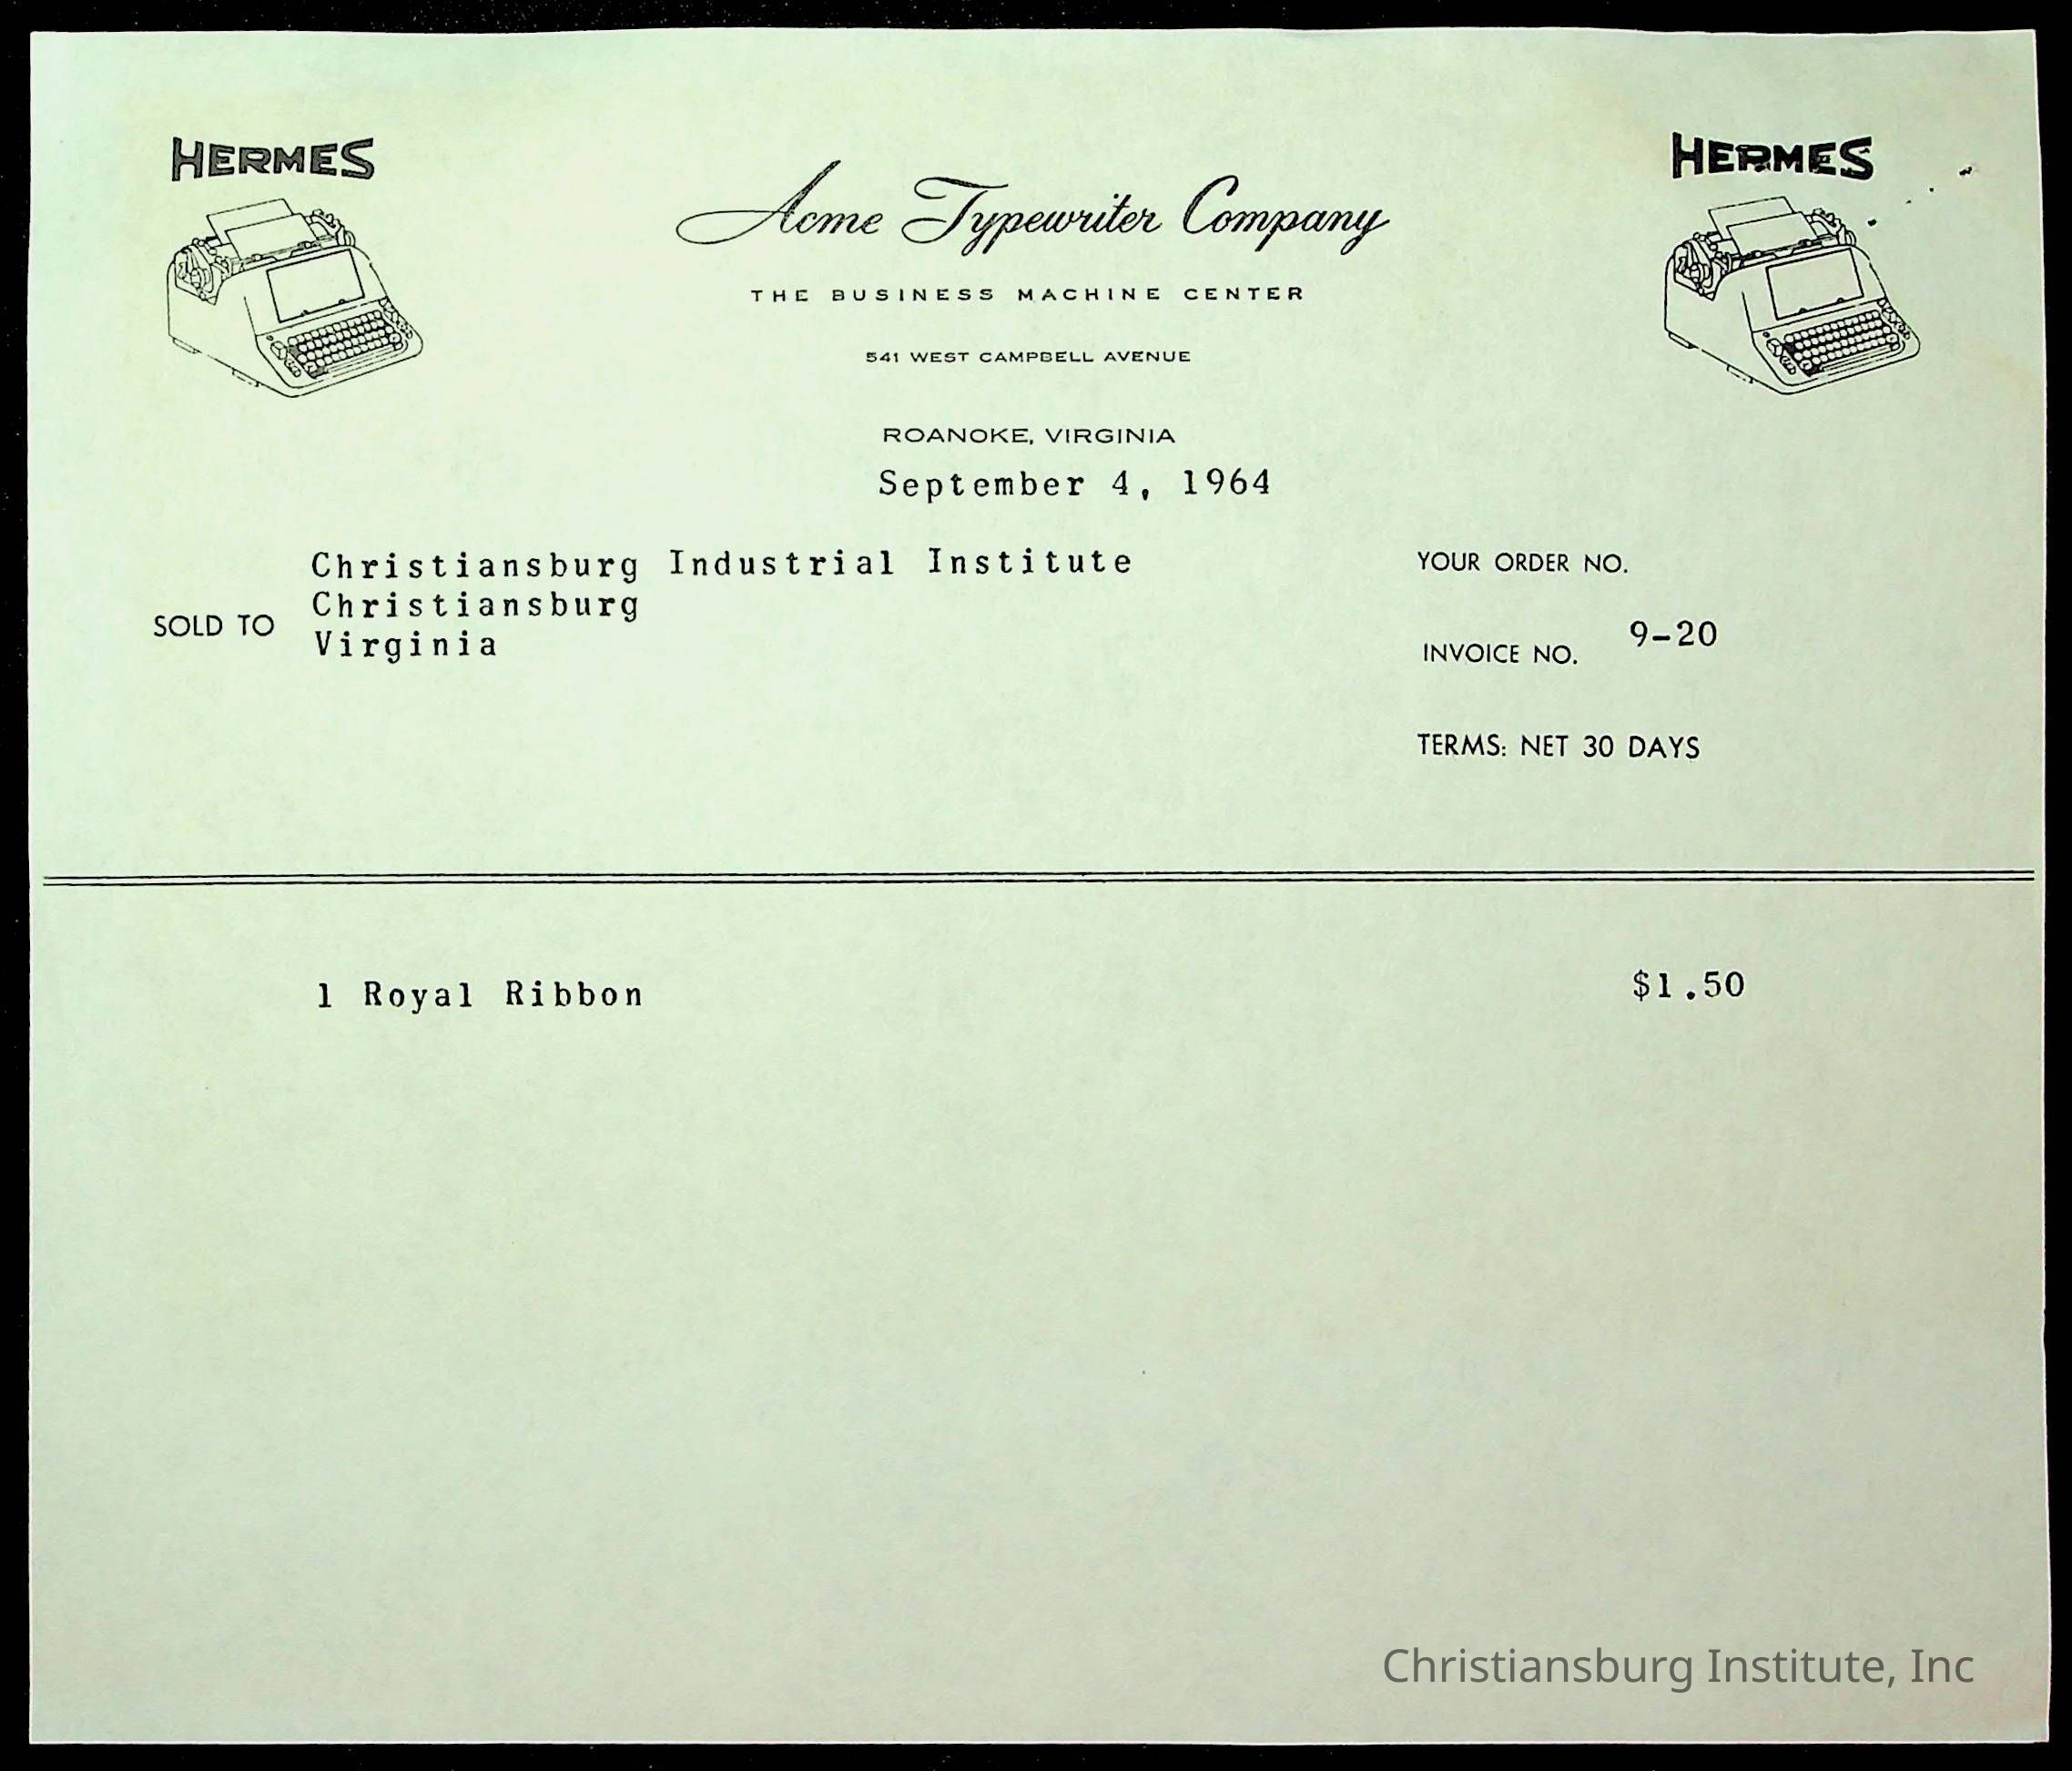 HERMES
HERMES
Acme Typewriter Company
THE BUSINESS MACHINE CENTER
541 WEST CAMPBELL AVENUE
ROANOKE, VIRGINIA
September 4, 1964
SOLD TO
Christiansburg Industrial Institute
Christiansburg
Virginia
YOUR ORDER NO.
INVOICE NO. 9-20
TERMS: NET 30 DAYS
1 Royal Ribbon $1.50
Christiansburg Institute, Inc